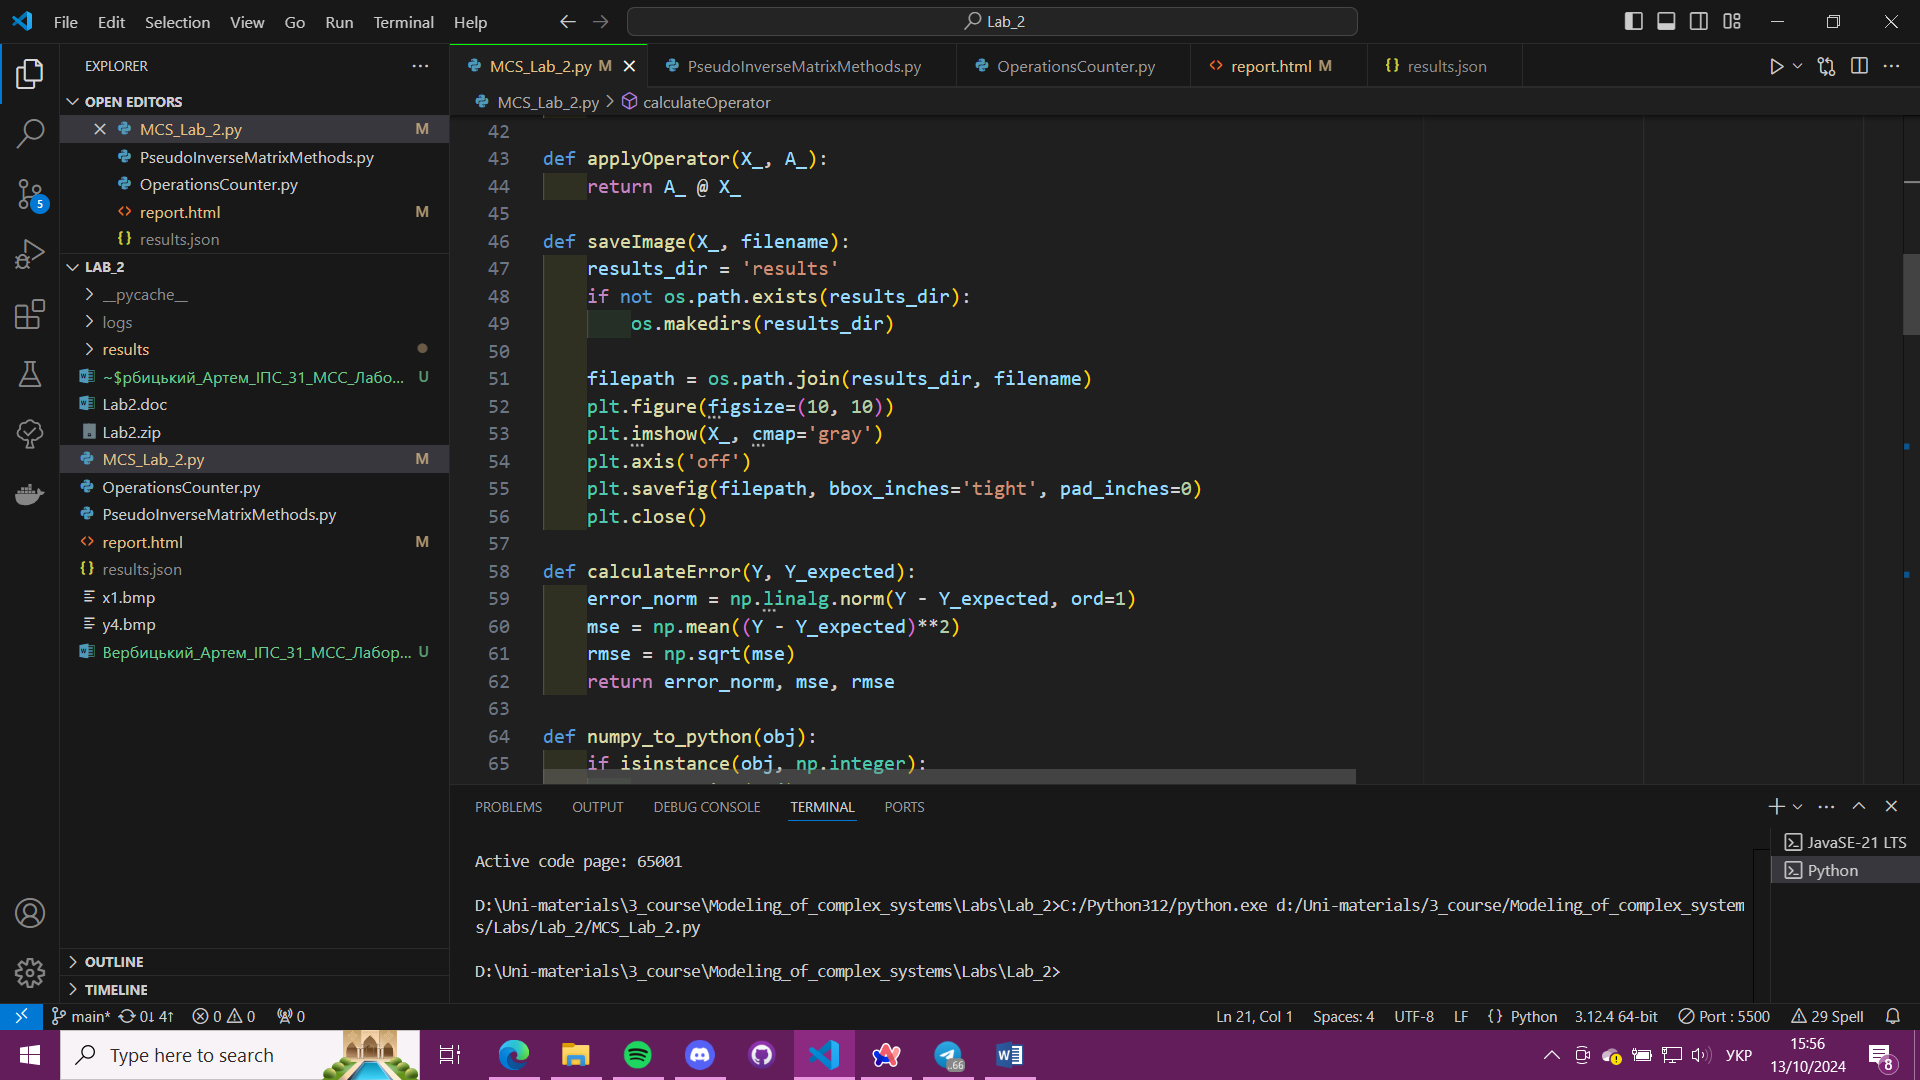 File Edit Selection View Go Run Terminal Help
Lab_2
EXPLORER
OPEN EDITORS
MCS_Lab_2.py M
PseudoInverseMatrixMethods.py
OperationsCounter.py
report.html M
results.json
LAB_2
__pycache__
logs
results
~$рбицький_Артем_ІПС_31_МСС_Лабо... U
Lab2.doc
Lab2.zip
MCS_Lab_2.py M
OperationsCounter.py
PseudoInverseMatrixMethods.py
report.html M
results.json
x1.bmp
y4.bmp
Вербицький_Артем_ІПС_31_МСС_Лабор... U
OUTLINE
TIMELINE
5
MCS_Lab_2.py M
PseudoInverseMatrixMethods.py
OperationsCounter.py
report.html M
results.json
MCS_Lab_2.py > calculateOperator
42
43 def applyOperator(X_, A_):
44 return A_ @ X_
45
46 def saveImage(X_, filename):
47 results_dir = 'results'
48 if not os.path.exists(results_dir):
49 os.makedirs(results_dir)
50
51 filepath = os.path.join(results_dir, filename)
52 plt.figure(figsize=(10, 10))
53 plt.imshow(X_, cmap='gray')
54 plt.axis('off')
55 plt.savefig(filepath, bbox_inches='tight', pad_inches=0)
56 plt.close()
57
58 def calculateError(Y, Y_expected):
59 error_norm = np.linalg.norm(Y - Y_expected, ord=1)
60 mse = np.mean((Y - Y_expected)**2)
61 rmse = np.sqrt(mse)
62 return error_norm, mse, rmse
63
64 def numpy_to_python(obj):
65 if isinstance(obj, np.integer):
PROBLEMS OUTPUT DEBUG CONSOLE TERMINAL PORTS
Active code page: 65001
D:\Uni-materials\3_course\Modeling_of_complex_systems\Labs\Lab_2>C:/Python312/python.exe d:/Uni-materials/3_course/Modeling_of_complex_system
s/Labs/Lab_2/MCS_Lab_2.py
D:\Uni-materials\3_course\Modeling_of_complex_systems\Labs\Lab_2>
JavaSE-21 LTS
Python
main* 0↓ 4↑ 0 0 0
Ln 21, Col 1 Spaces: 4 UTF-8 LF {} Python 3.12.4 64-bit Port : 5500 29 Spell
Type here to search
.66
УКР
15:56
13/10/2024
8